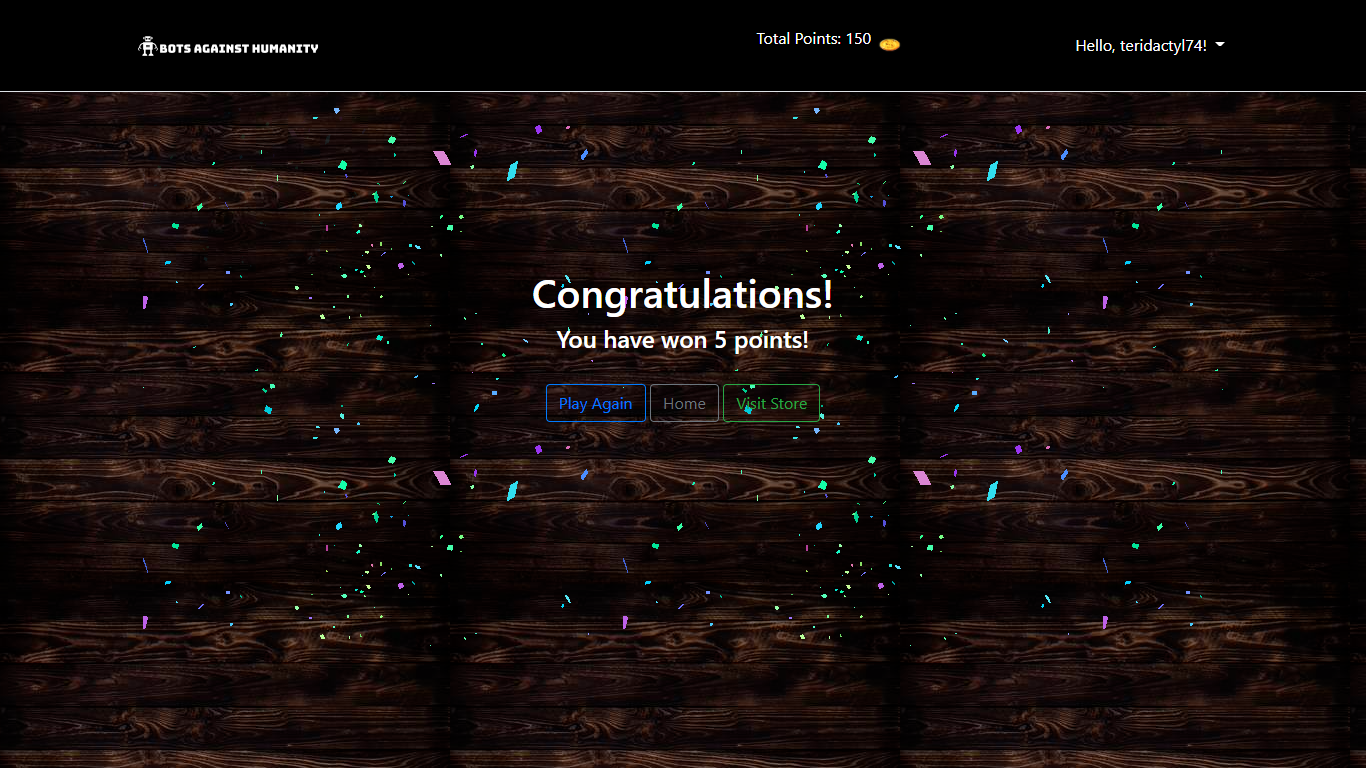 BOTS AGAINST HUMANITY
Total Points: 150
Hello, teridactyl74!
Congratulations!
You have won 5 points!
Play Again
Home
Visit Store